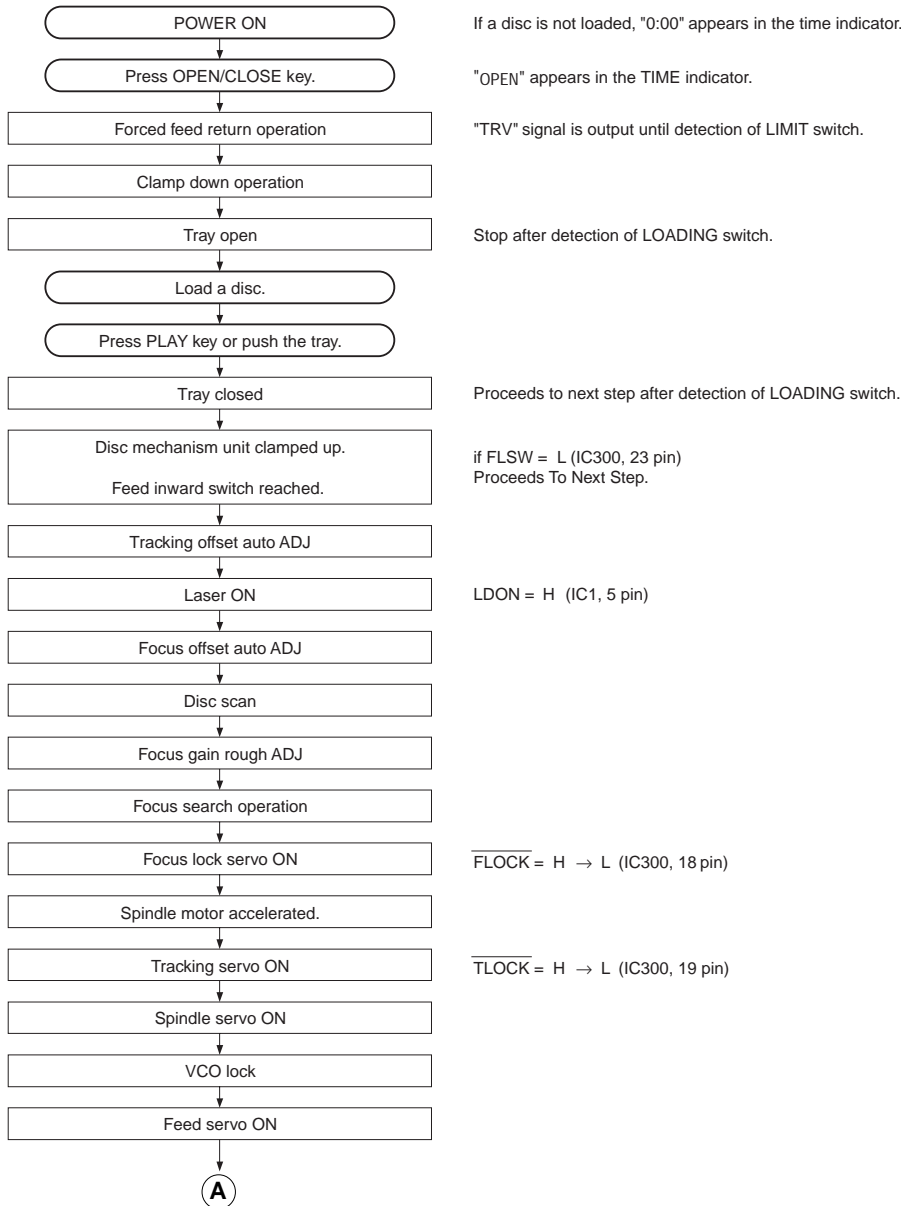 POWER ON
If a disc is not loaded, "0:00" appears in the time indicator.
Press OPEN/CLOSE key.
"OPEN" appears in the TIME indicator.
Forced feed return operation
"TRV" signal is output until detection of LIMIT switch.
Clamp down operation
Tray open
Stop after detection of LOADING switch.
Load a disc.
Press PLAY key or push the tray.
Tray closed
Proceeds to next step after detection of LOADING switch.
Disc mechanism unit clamped up.
Feed inward switch reached.
if FLSW = L (IC300, 23 pin)
Proceeds To Next Step.
Tracking offset auto ADJ
Laser ON
LDON = H (IC1, 5 pin)
Focus offset auto ADJ
Disc scan
Focus gain rough ADJ
Focus search operation
Focus lock servo ON
F̅L̅O̅C̅K̅ = H → L (IC300, 18 pin)
Spindle motor accelerated.
Tracking servo ON
T̅L̅O̅C̅K̅ = H → L (IC300, 19 pin)
Spindle servo ON
VCO lock
Feed servo ON
A